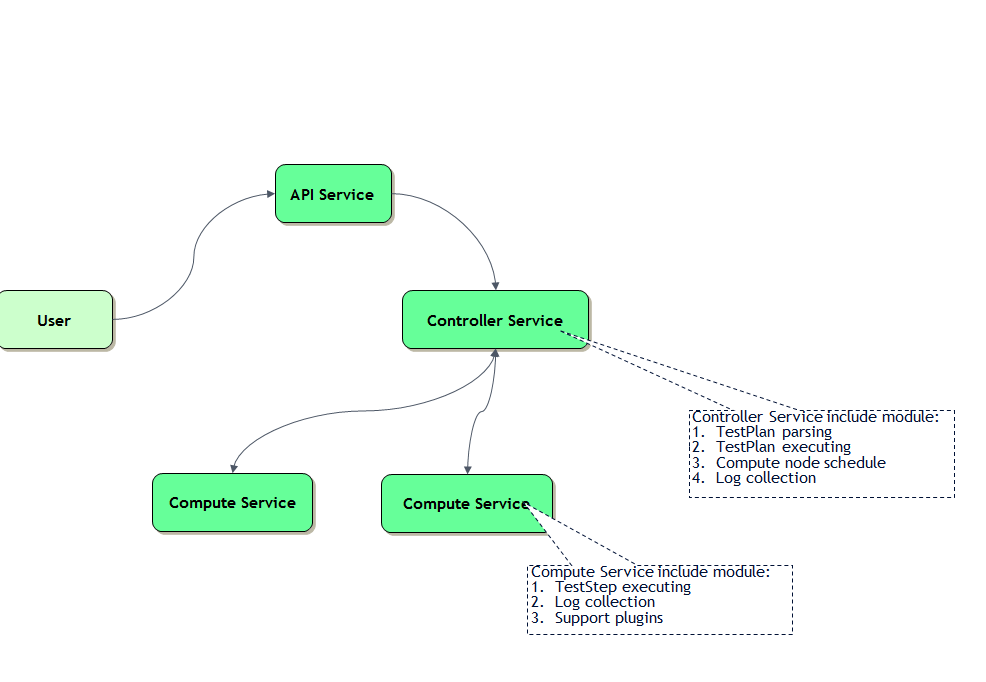 API Service
User
Controller Service
Controller Service include module:
1. TestPlan parsing
2. TestPlan executing
3. Compute node schedule
4. Log collection
Compute Service
Compute Service
Compute Service include module:
1. TestStep executing
2. Log collection
3. Support plugins